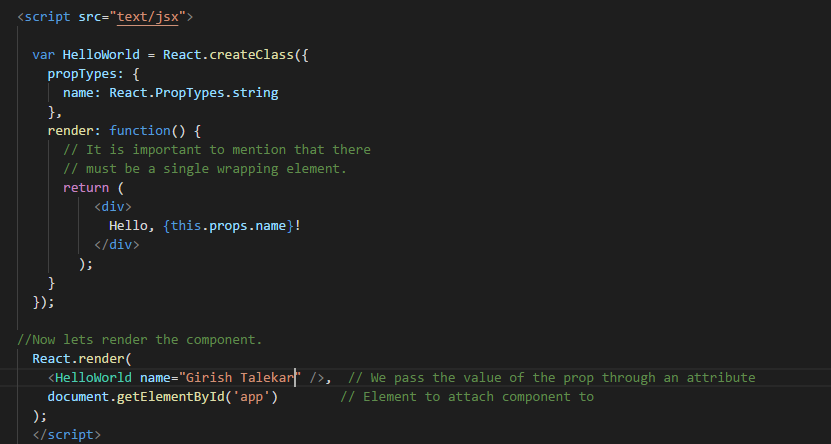 <script src="text/jsx">
var HelloWorld = React.createClass({
propTypes: {
name: React.PropTypes.string
},
render: function() {
// It is important to mention that there
// must be a single wrapping element.
return (
<div>
Hello, {this.props.name}!
</div>
);
}
});
//Now lets render the component.
React.render(
<HelloWorld name="Girish Talekar" />, // We pass the value of the prop through an attribute
document.getElementById('app') // Element to attach component to
);
</script>